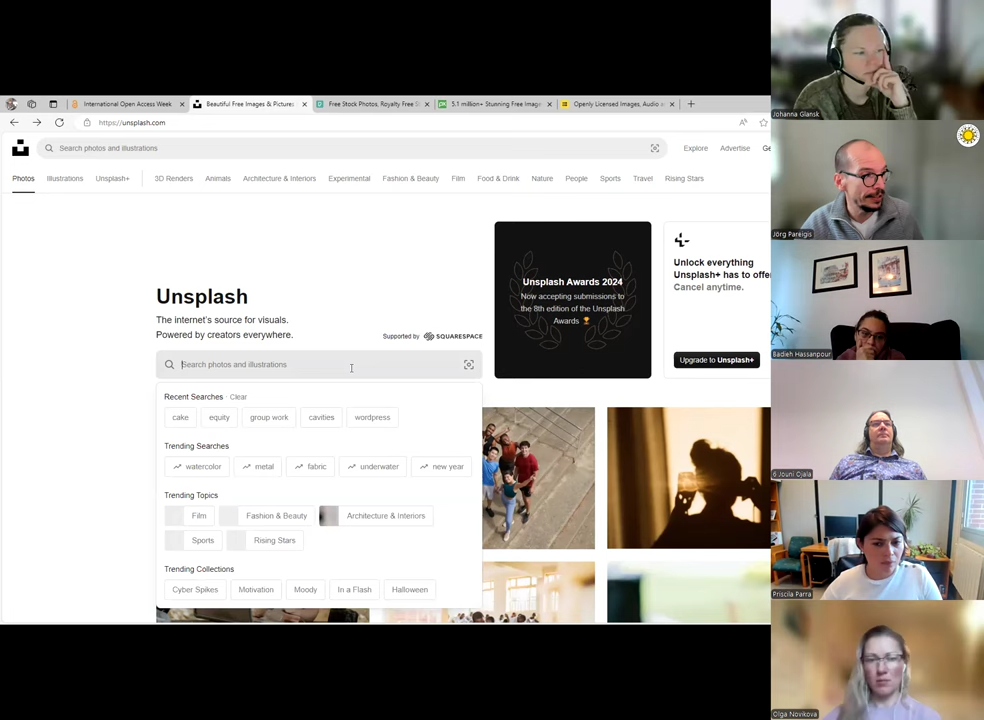 International Open Access Week
Beautiful Free Images & Pictures
Free Stock Photos, Royalty Free S
5.1 million+ Stunning Free Imag
Openly Licensed Images, Audio a
https://unsplash.com
Search photos and illustrations
Explore
Advertise
Ge
Photos
Illustrations
Unsplash+
3D Renders
Animals
Architecture & Interiors
Experimental
Fashion & Beauty
Film
Food & Drink
Nature
People
Sports
Travel
Rising Stars
Unsplash
The internet's source for visuals.
Powered by creators everywhere.
Supported by SQUARESPACE
Search photos and illustrations
Recent Searches · Clear
cake
equity
group work
cavities
wordpress
Trending Searches
watercolor
metal
fabric
underwater
new year
Trending Topics
Film
Fashion & Beauty
Architecture & Interiors
Sports
Rising Stars
Trending Collections
Cyber Spikes
Motivation
Moody
In a Flash
Halloween
Unsplash Awards 2024
Now accepting submissions to
the 8th edition of the Unsplash
Awards 🏆
Unlock everything
Unsplash+ has to offe
Cancel anytime.
Upgrade to Unsplash+
Johanna Glansk
Jörg Pareigis
Badieh Hassanpour
6 Jouni Ojala
Priscila Parra
Olga Novikova